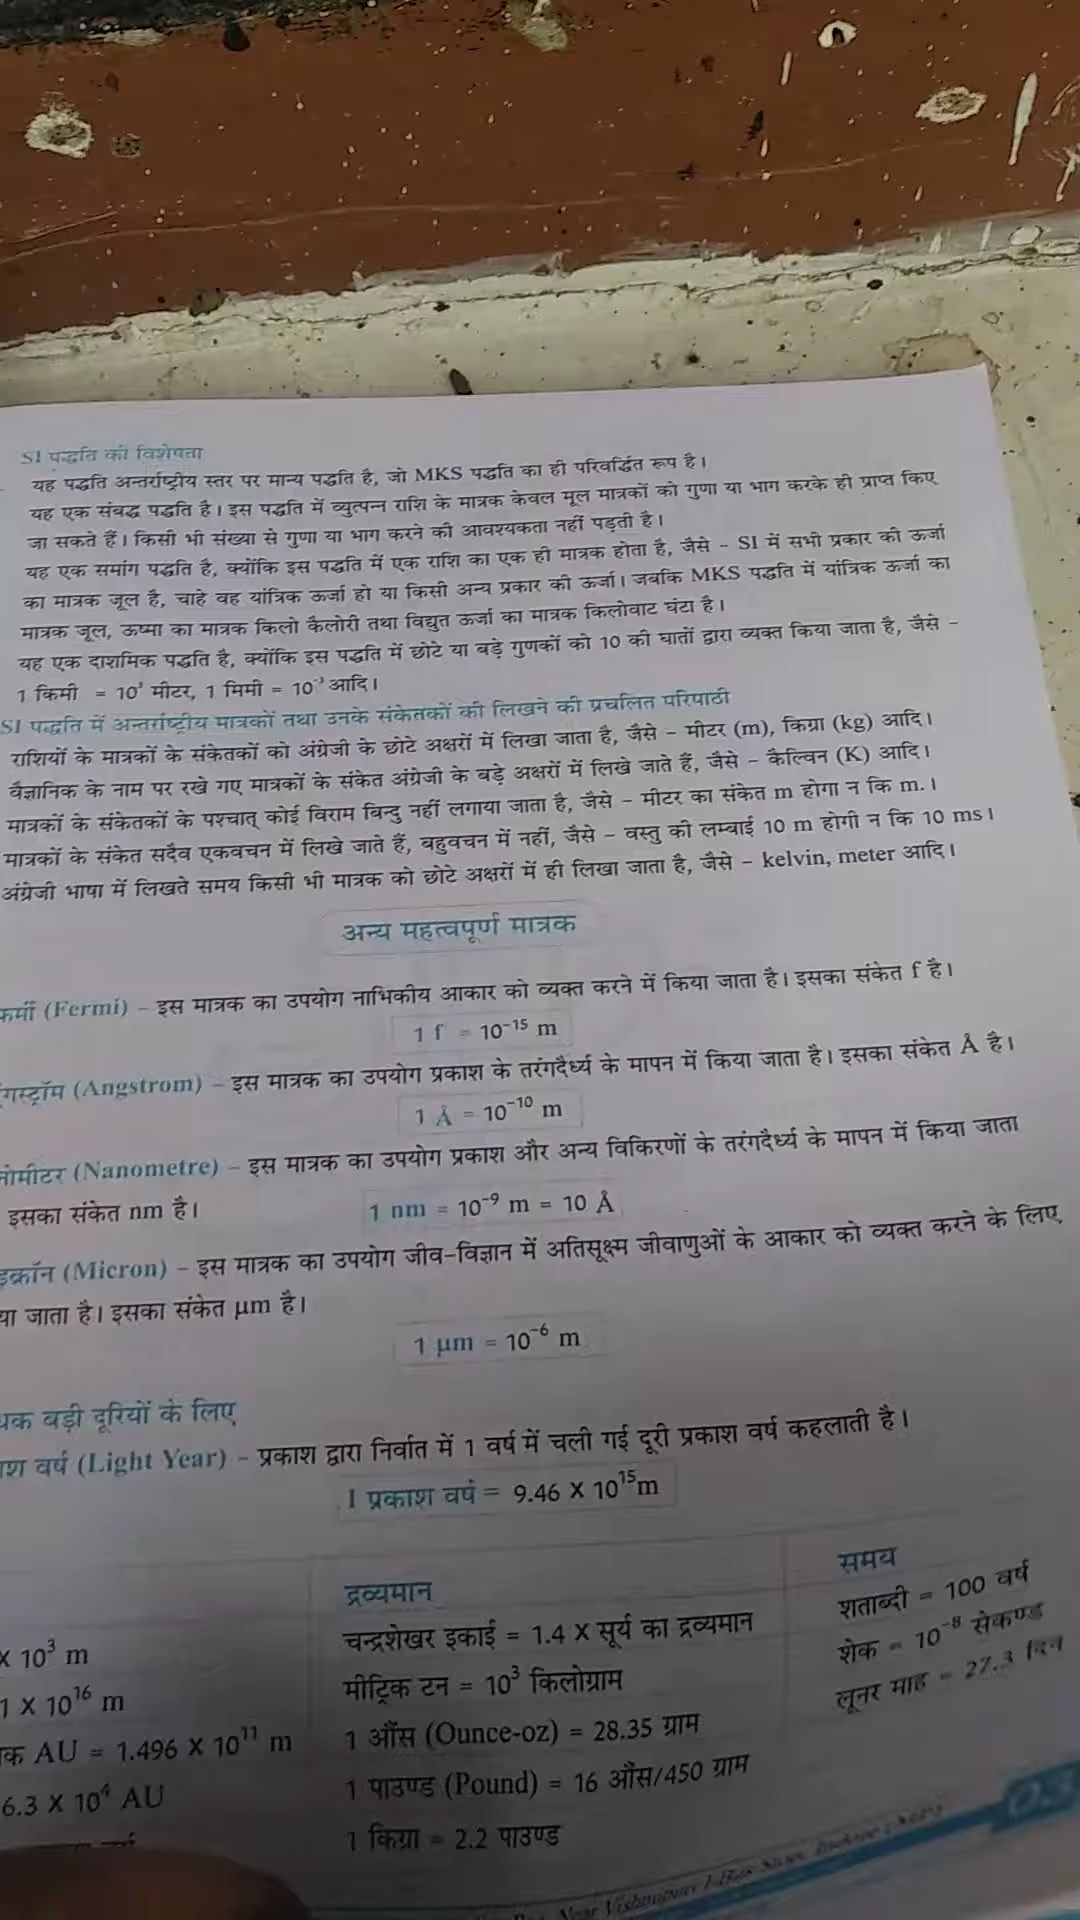 SI पद्धति की विशेषता
यह पद्धति अन्तर्राष्ट्रीय स्तर पर मान्य पद्धति है, जो MKS पद्धति का ही परिवर्द्धित रूप है।
यह एक संबद्ध पद्धति है। इस पद्धति में व्युत्पन्न राशि के मात्रक केवल मूल मात्रकों को गुणा या भाग करके ही प्राप्त किए
जा सकते हैं। किसी भी संख्या से गुणा या भाग करने की आवश्यकता नहीं पड़ती है।
यह एक समांग पद्धति है, क्योंकि इस पद्धति में एक राशि का एक ही मात्रक होता है, जैसे - SI में सभी प्रकार की ऊर्जा
का मात्रक जूल है, चाहे वह यांत्रिक ऊर्जा हो या किसी अन्य प्रकार की ऊर्जा। जबकि MKS पद्धति में यांत्रिक ऊर्जा का
मात्रक जूल, ऊष्मा का मात्रक किलो कैलोरी तथा विद्युत ऊर्जा का मात्रक किलोवाट घंटा है।
यह एक दाशमिक पद्धति है, क्योंकि इस पद्धति में छोटे या बड़े गुणकों को 10 की घातों द्वारा व्यक्त किया जाता है, जैसे -
1 किमी = 10³ मीटर, 1 मिमी = 10⁻³ आदि।
SI पद्धति में अन्तर्राष्ट्रीय मात्रकों तथा उनके संकेतकों की लिखने की प्रचलित परिपाठी
राशियों के मात्रकों के संकेतकों को अंग्रेजी के छोटे अक्षरों में लिखा जाता है, जैसे - मीटर (m), किग्रा (kg) आदि।
वैज्ञानिक के नाम पर रखे गए मात्रकों के संकेत अंग्रेजी के बड़े अक्षरों में लिखे जाते हैं, जैसे - कैल्विन (K) आदि।
मात्रकों के संकेतकों के पश्चात् कोई विराम बिन्दु नहीं लगाया जाता है, जैसे - मीटर का संकेत m होगा न कि m. ।
मात्रकों के संकेत सदैव एकवचन में लिखे जाते हैं, बहुवचन में नहीं, जैसे - वस्तु की लम्बाई 10 m होगी न कि 10 ms।
अंग्रेजी भाषा में लिखते समय किसी भी मात्रक को छोटे अक्षरों में ही लिखा जाता है, जैसे - kelvin, meter आदि।
अन्य महत्वपूर्ण मात्रक
फर्मी (Fermi) - इस मात्रक का उपयोग नाभिकीय आकार को व्यक्त करने में किया जाता है। इसका संकेत f है।
1 f = 10⁻¹⁵ m
गस्ट्रॉम (Angstrom) - इस मात्रक का उपयोग प्रकाश के तरंगदैर्ध्य के मापन में किया जाता है। इसका संकेत Å है।
1 Å = 10⁻¹⁰ m
नोमीटर (Nanometre) - इस मात्रक का उपयोग प्रकाश और अन्य विकिरणों के तरंगदैर्ध्य के मापन में किया जाता
इसका संकेत nm है। 1 nm = 10⁻⁹ m = 10 Å
इक्रॉन (Micron) - इस मात्रक का उपयोग जीव-विज्ञान में अतिसूक्ष्म जीवाणुओं के आकार को व्यक्त करने के लिए
या जाता है। इसका संकेत µm है।
1 µm = 10⁻⁶ m
धक बड़ी दूरियों के लिए
श वर्ष (Light Year) - प्रकाश द्वारा निर्वात में 1 वर्ष में चली गई दूरी प्रकाश वर्ष कहलाती है।
1 प्रकाश वर्ष = 9.46 X 10¹⁵m
X 10³ m
1 X 10¹⁶ m
क AU = 1.496 X 10¹¹ m
6.3 X 10⁴ AU
द्रव्यमान
चन्द्रशेखर इकाई = 1.4 X सूर्य का द्रव्यमान
मीट्रिक टन = 10³ किलोग्राम
1 औंस (Ounce-oz) = 28.35 ग्राम
1 पाउण्ड (Pound) = 16 औंस/450 ग्राम
1 किग्रा = 2.2 पाउण्ड
समय
शताब्दी = 100 वर्ष
शेक = 10⁻⁸ सेकण्ड
लूनर माह = 27.3 दिन
03
Near Vishnupuri I-Bus Stop, Indore